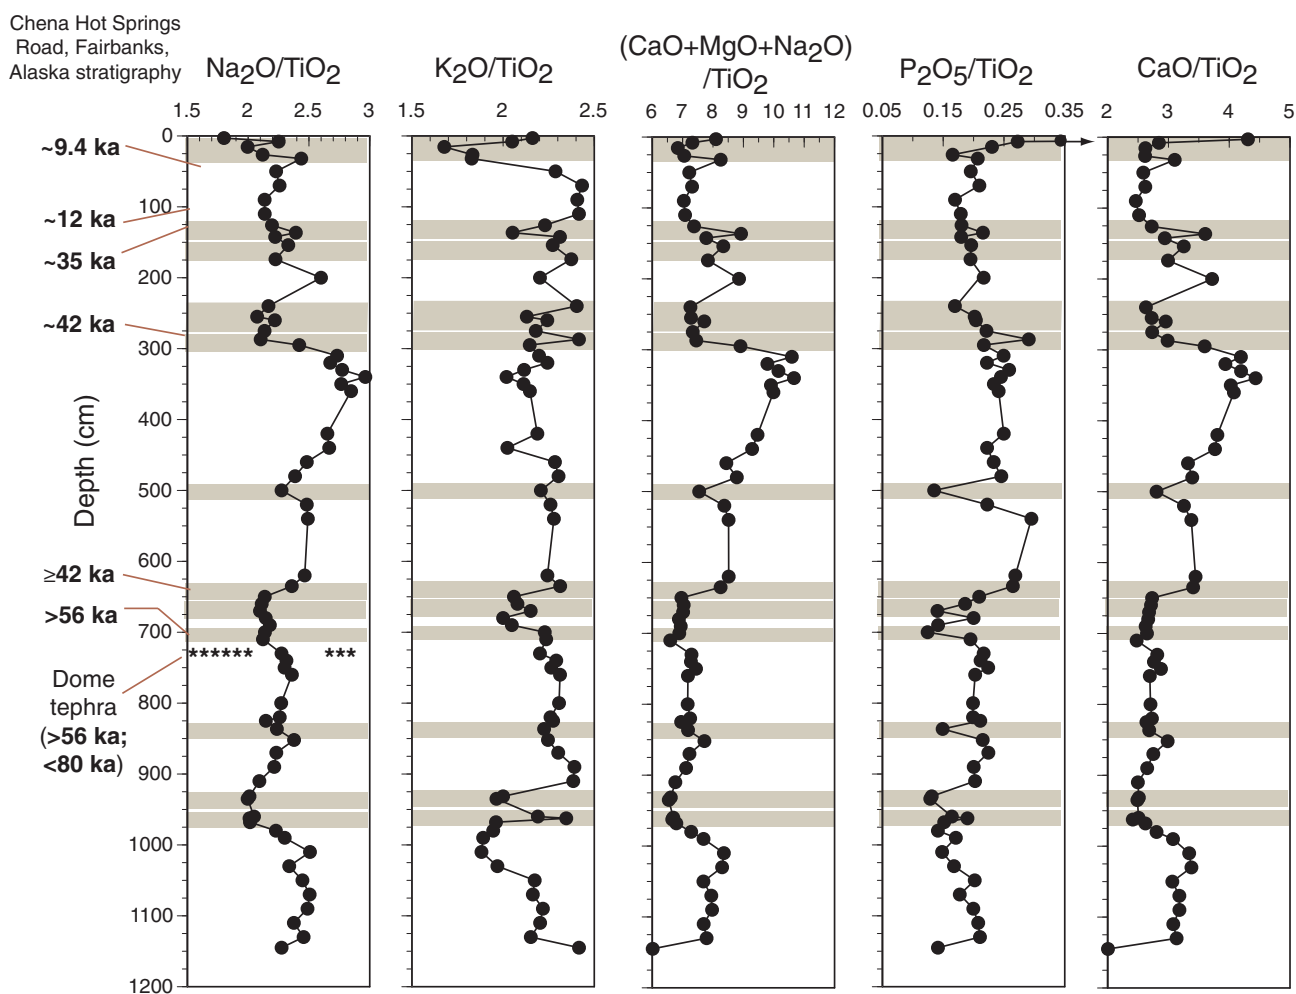 Chena Hot Springs
Road, Fairbanks,
Alaska stratigraphy
Na2O/TiO2
K2O/TiO2
(CaO+MgO+Na2O)
/TiO2
P2O5/TiO2
CaO/TiO2
1.5 2 2.5 3
1.5 2 2.5
6 7 8 9 10 11 12
0.05 0.15 0.25 0.35
2 3 4 5
0
~9.4 ka
100
~12 ka
~35 ka
200
~42 ka
300
400
Depth (cm)
500
600
≥42 ka
>56 ka
700
****** ***
Dome
tephra
(>56 ka;
<80 ka)
800
900
1000
1100
1200